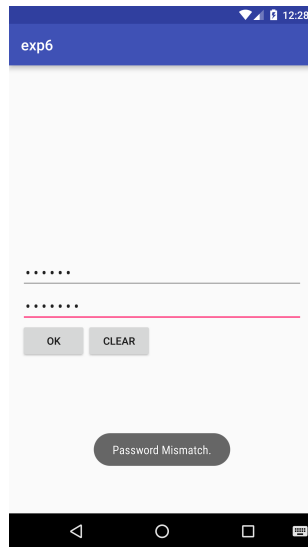 12:28
exp6
••••••
•••••••
OK CLEAR
Password Mismatch.